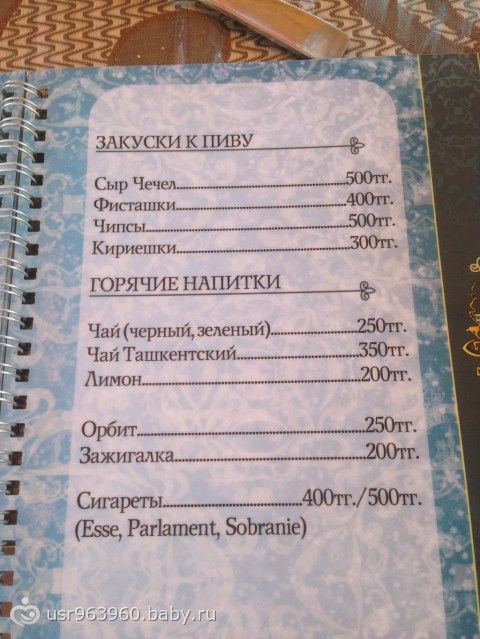 ЗАКУСКИ К ПИВУ
Сыр Чечел 500тг.
Фисташки 400тг.
Чипсы 500тг.
Кириешки 300тг.
ГОРЯЧИЕ НАПИТКИ
Чай (черный, зеленый) 250тг.
Чай Ташкентский 350тг.
Лимон 200тг.
Орбит 250тг.
Зажигалка 200тг.
Сигареты 400тг./500тг.
(Esse, Parlament, Sobranie)
usr963960.baby.ru